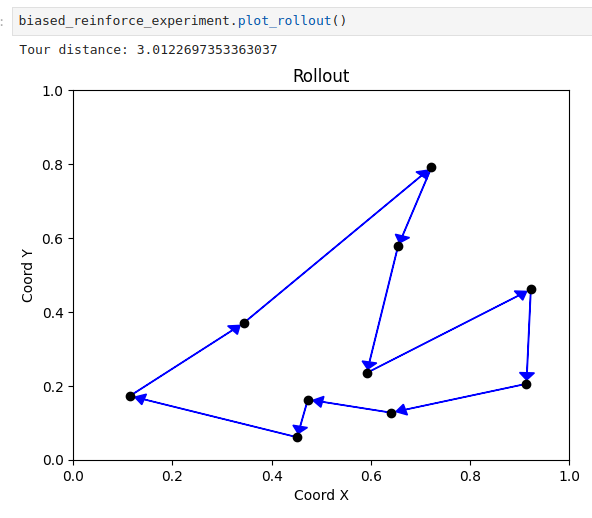 : biased_reinforce_experiment.plot_rollout()
Tour distance: 3.0122697353363037
Rollout
1.0
0.8
0.6
0.4
0.2
0.0
Coord Y
0.0 0.2 0.4 0.6 0.8 1.0
Coord X